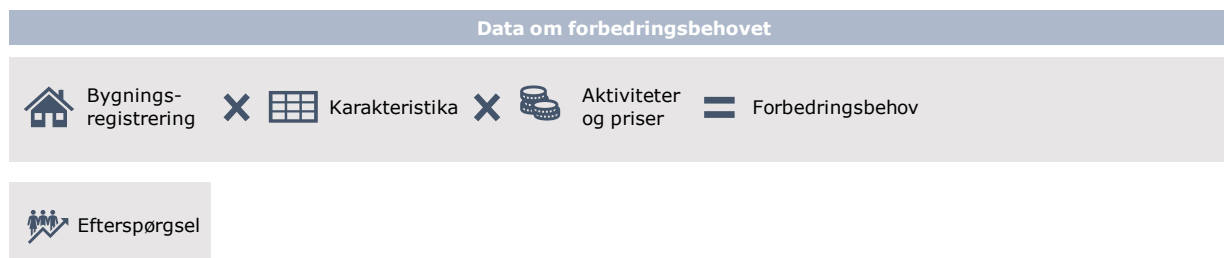 Data om forbedringsbehovet
Bygnings-
registrering
Karakteristika
Aktiviteter
og priser
Forbedringsbehov
Efterspørgsel